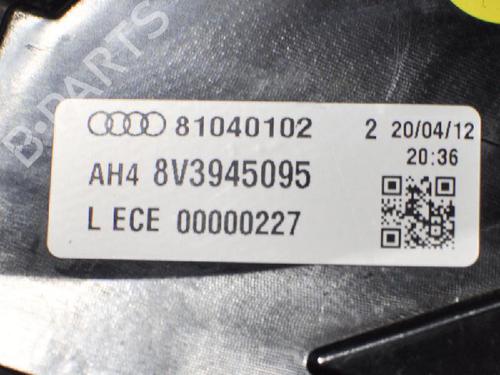 81040102 2 20/04/12
20:36
AH4 8V3945095
L ECE 00000227
B-PARTS